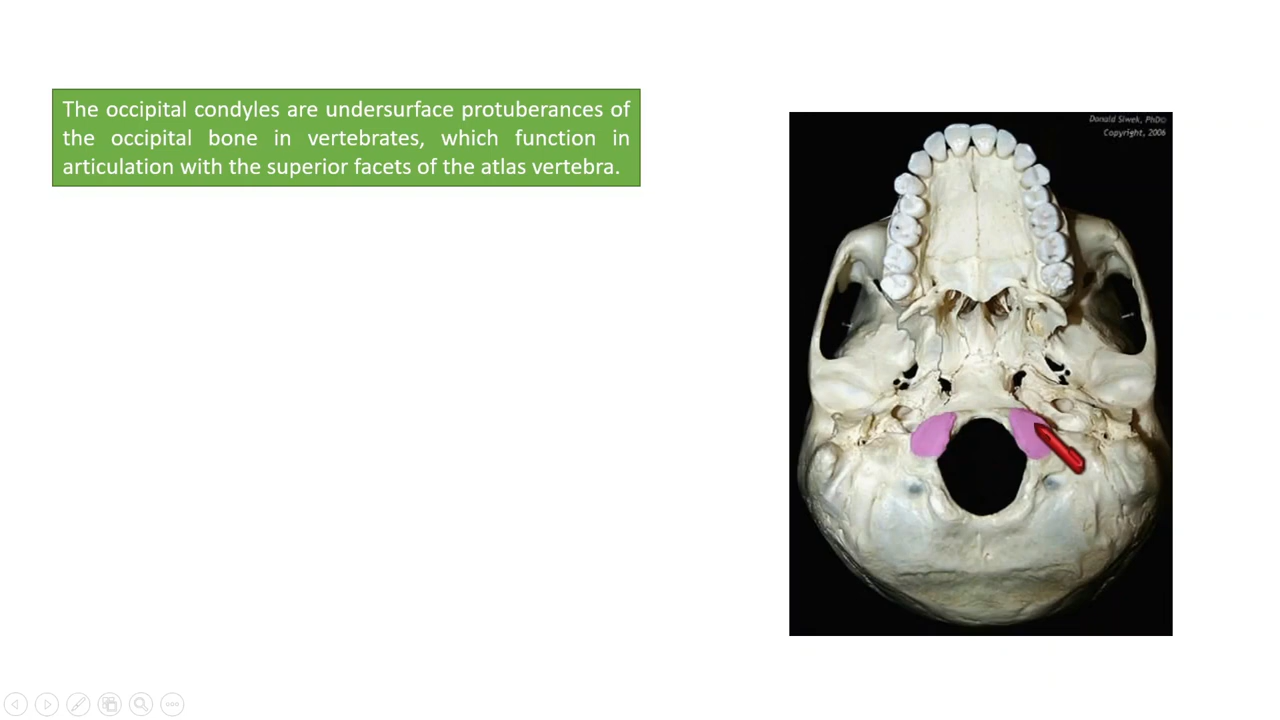 The occipital condyles are undersurface protuberances of
the occipital bone in vertebrates, which function in
articulation with the superior facets of the atlas vertebra.
Donald Siwek, PhD©
Copyright, 2006